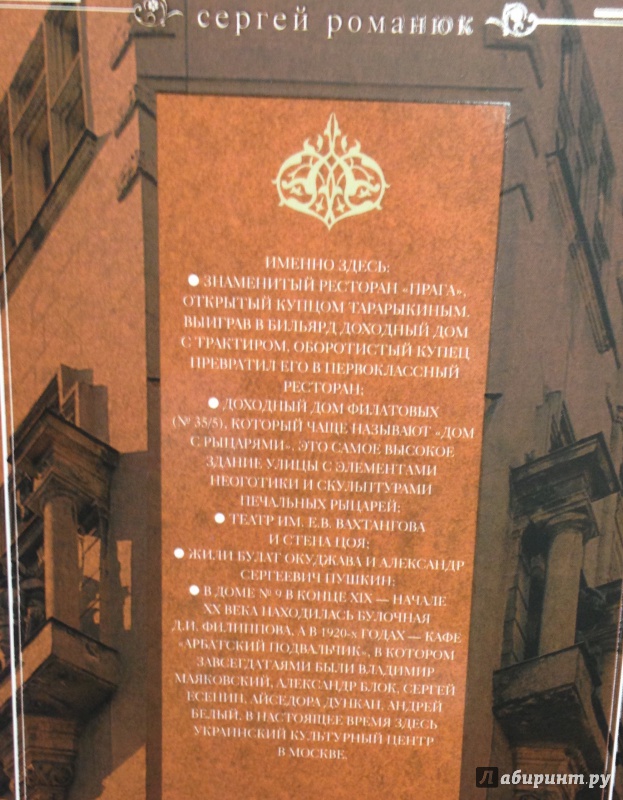 сергей романюк
ИМЕННО ЗДЕСЬ:
● ЗНАМЕНИТЫЙ РЕСТОРАН «ПРАГА»,
ОТКРЫТЫЙ КУПЦОМ ТАРАРЫКИНЫМ.
ВЫИГРАВ В БИЛЬЯРД ДОХОДНЫЙ ДОМ
С ТРАКТИРОМ, ОБОРОТИСТЫЙ КУПЕЦ
ПРЕВРАТИЛ ЕГО В ПЕРВОКЛАССНЫЙ
РЕСТОРАН;
● ДОХОДНЫЙ ДОМ ФИЛАТОВЫХ
(№ 35/5), КОТОРЫЙ ЧАЩЕ НАЗЫВАЮТ «ДОМ
С РЫЦАРЯМИ», ЭТО САМОЕ ВЫСОКОЕ
ЗДАНИЕ УЛИЦЫ С ЭЛЕМЕНТАМИ
НЕОГОТИКИ И СКУЛЬПТУРАМИ
ПЕЧАЛЬНЫХ РЫЦАРЕЙ;
● ТЕАТР ИМ. Е.В. ВАХТАНГОВА
И СТЕНА ЦОЯ;
● ЖИЛИ БУЛАТ ОКУДЖАВА И АЛЕКСАНДР
СЕРГЕЕВИЧ ПУШКИН;
● В ДОМЕ № 9 В КОНЦЕ XIX — НАЧАЛЕ
XX ВЕКА НАХОДИЛАСЬ БУЛОЧНАЯ
Д.И. ФИЛИППОВА, А В 1920-х ГОДАХ — КАФЕ
«АРБАТСКИЙ ПОДВАЛЬЧИК», В КОТОРОМ
ЗАВСЕГДАТАЯМИ БЫЛИ ВЛАДИМИР
МАЯКОВСКИЙ, АЛЕКСАНДР БЛОК, СЕРГЕЙ
ЕСЕНИН, АЙСЕДОРА ДУНКАН, АНДРЕЙ
БЕЛЫЙ. В НАСТОЯЩЕЕ ВРЕМЯ ЗДЕСЬ
УКРАИНСКИЙ КУЛЬТУРНЫЙ ЦЕНТР
В МОСКВЕ.
Лабиринт.ру